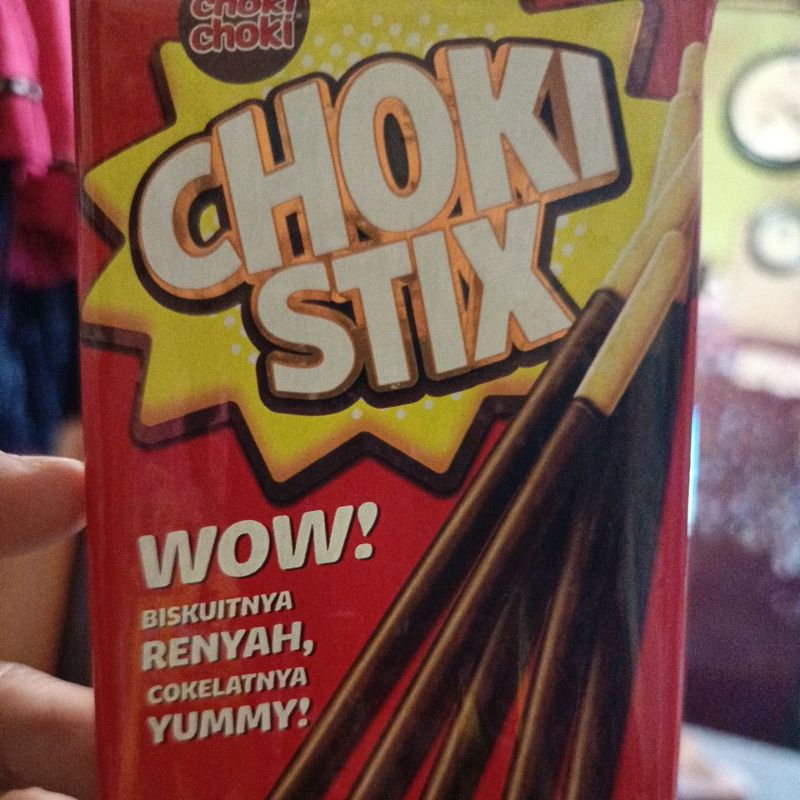 choki
choki
CHOKI
STIX
WOW!
BISKUITNYA
RENYAH,
COKELATNYA
YUMMY!